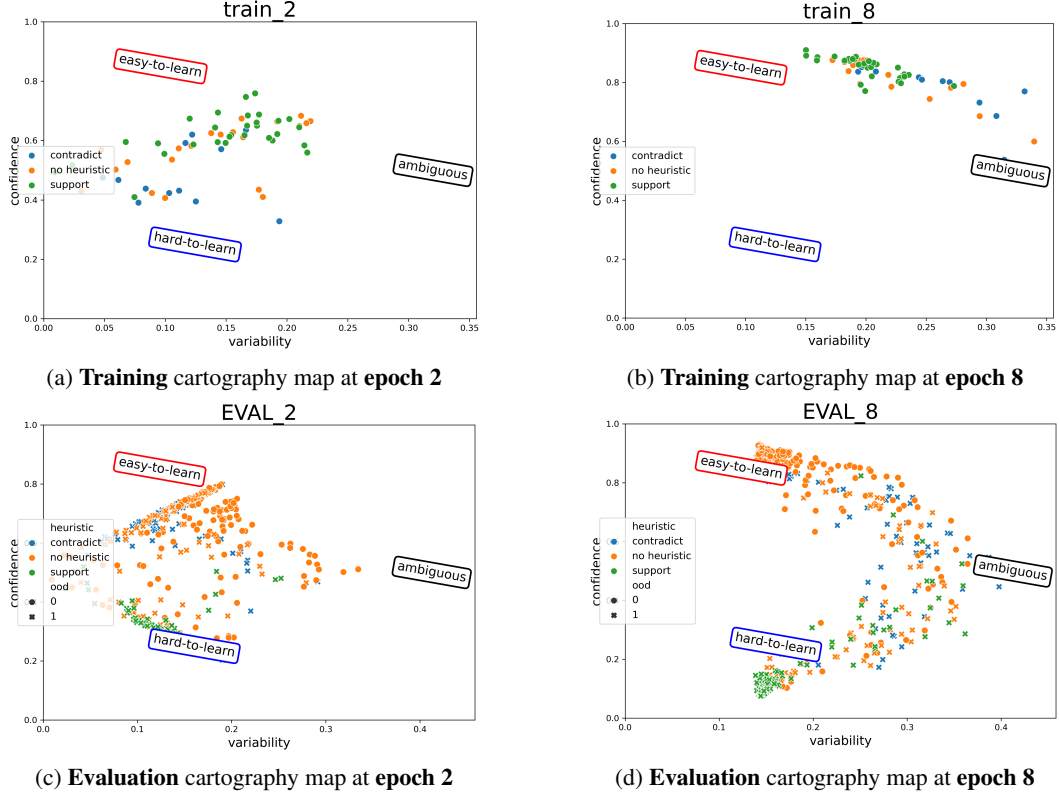 train_2
1.0
0.8
0.6
0.4
0.2
0.0
confidence
easy-to-learn
ambiguous
hard-to-learn
contradict
no heuristic
support
0.00 0.05 0.10 0.15 0.20 0.25 0.30 0.35
variability
(a) Training cartography map at epoch 2
train_8
1.0
0.8
0.6
0.4
0.2
0.0
confidence
easy-to-learn
ambiguous
hard-to-learn
contradict
no heuristic
support
0.00 0.05 0.10 0.15 0.20 0.25 0.30 0.35
variability
(b) Training cartography map at epoch 8
EVAL_2
1.0
0.8
0.2
0.0
confidence
easy-to-learn
ambiguous
hard-to-learn
heuristic
contradict
no heuristic
support
ood
0
1
0.0 0.1 0.2 0.3 0.4
variability
(c) Evaluation cartography map at epoch 2
EVAL_8
1.0
0.8
0.2
0.0
confidence
easy-to-learn
ambiguous
hard-to-learn
heuristic
contradict
no heuristic
support
ood
0
1
0.0 0.1 0.2 0.3 0.4
variability
(d) Evaluation cartography map at epoch 8